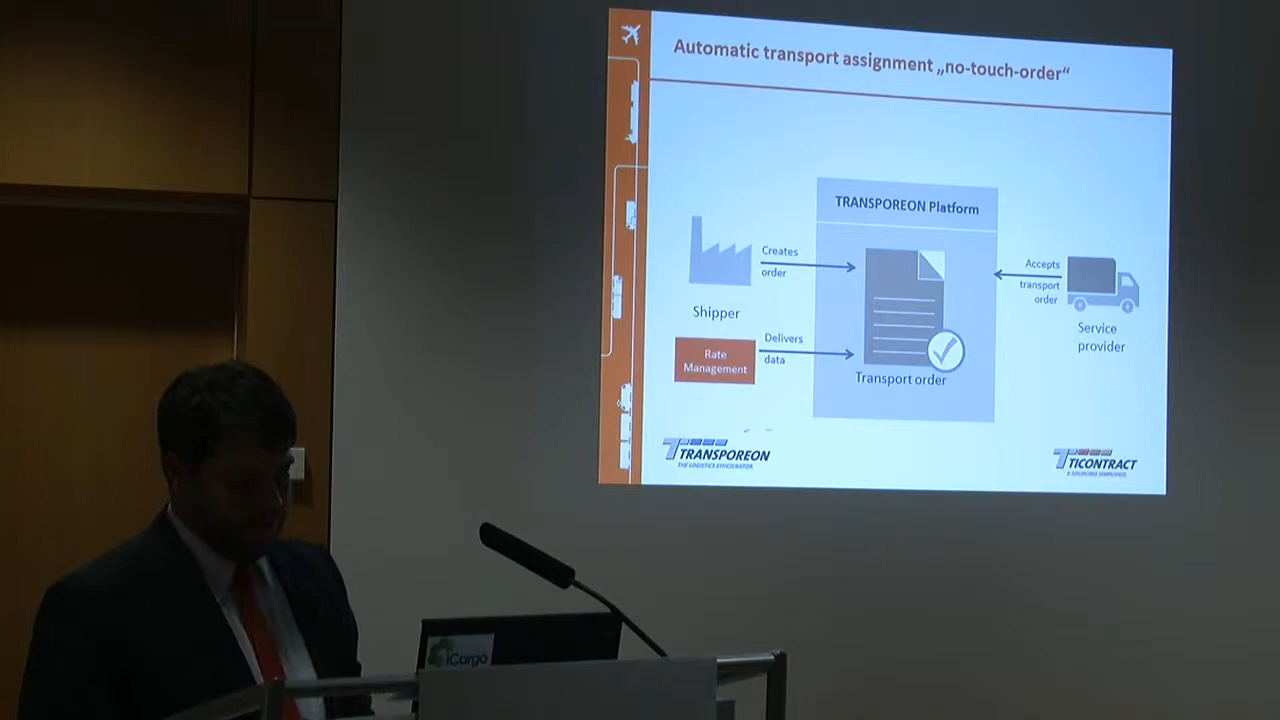 Automatic transport assignment „no-touch-order“
TRANSPOREON Platform
Creates
order
Accepts
transport
order
Shipper
Service
provider
Delivers
data
Rate
Management
Transport order
TRANSPOREON
THE LOGISTICS EFFICIENATOR.
TICONTRACT
E-SOURCING SIMPLIFIED.
iCargo